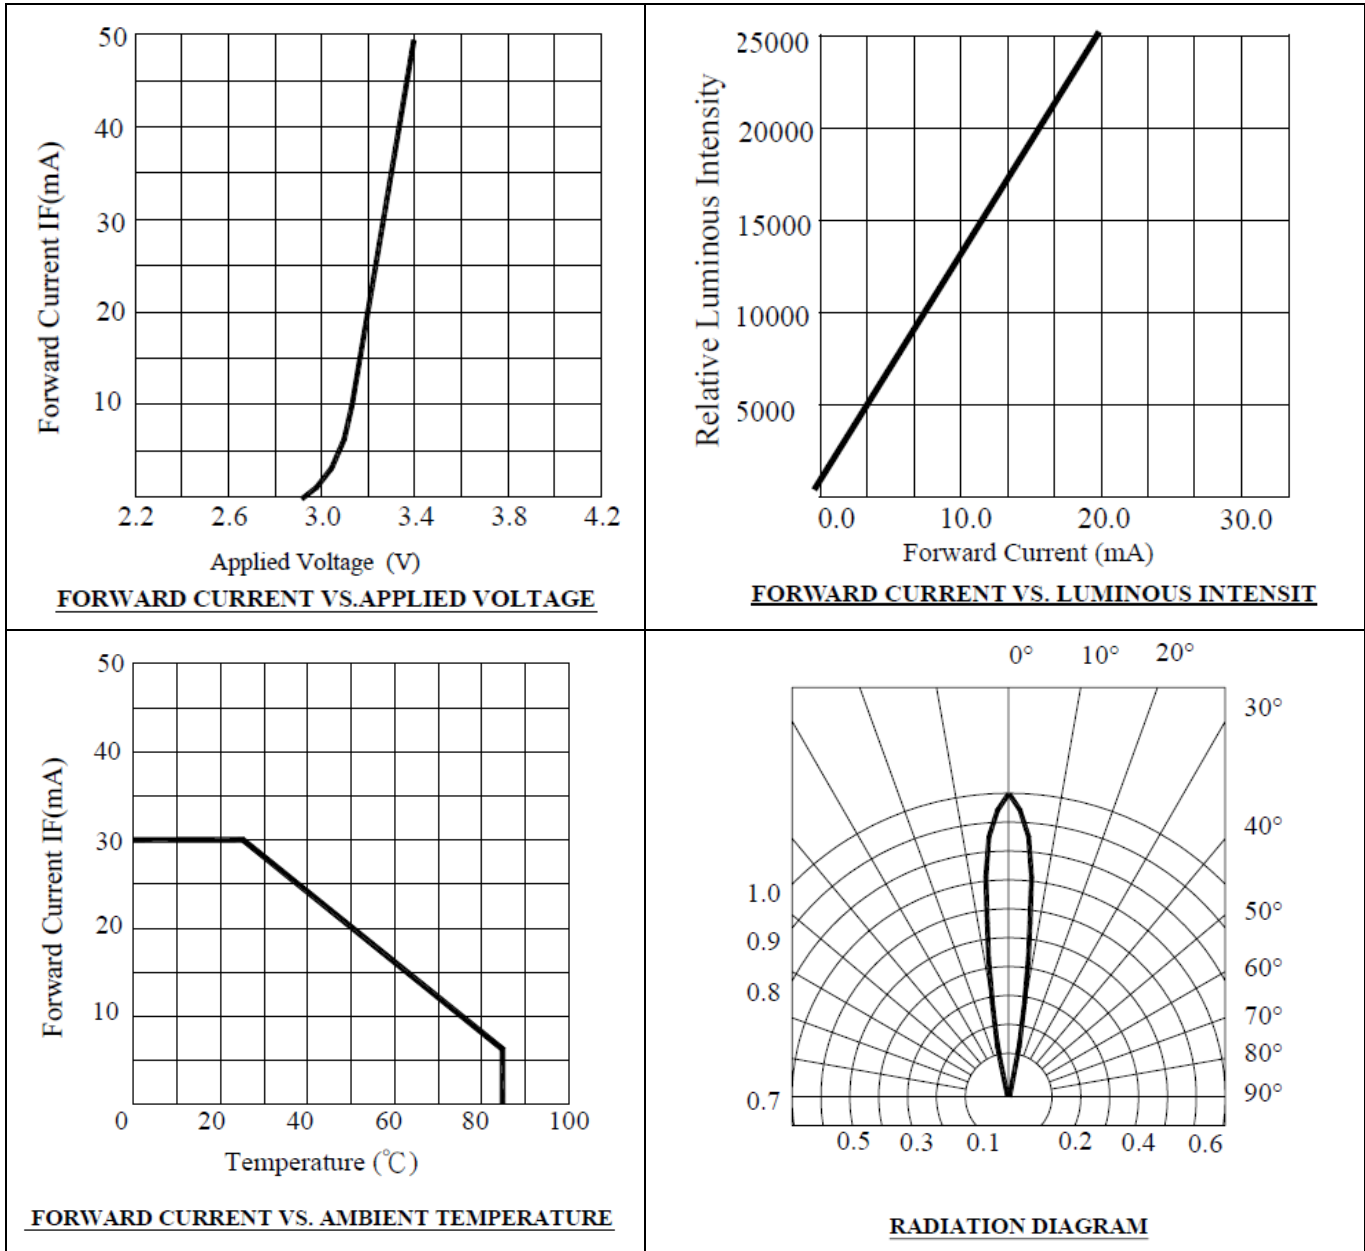 50
40
30
20
10
Forward Current IF(mA)
2.2 2.6 3.0 3.4 3.8 4.2
Applied Voltage (V)
FORWARD CURRENT VS.APPLIED VOLTAGE
25000
20000
15000
10000
5000
Relative Luminous Intensity
0.0 10.0 20.0 30.0
Forward Current (mA)
FORWARD CURRENT VS. LUMINOUS INTENSIT
50
40
30
20
10
Forward Current IF(mA)
0 20 40 60 80 100
Temperature (℃)
FORWARD CURRENT VS. AMBIENT TEMPERATURE
0° 10° 20°
30°
40°
50°
60°
70°
80°
90°
1.0
0.9
0.8
0.7
0.5 0.3 0.1 0.2 0.4 0.6
RADIATION DIAGRAM